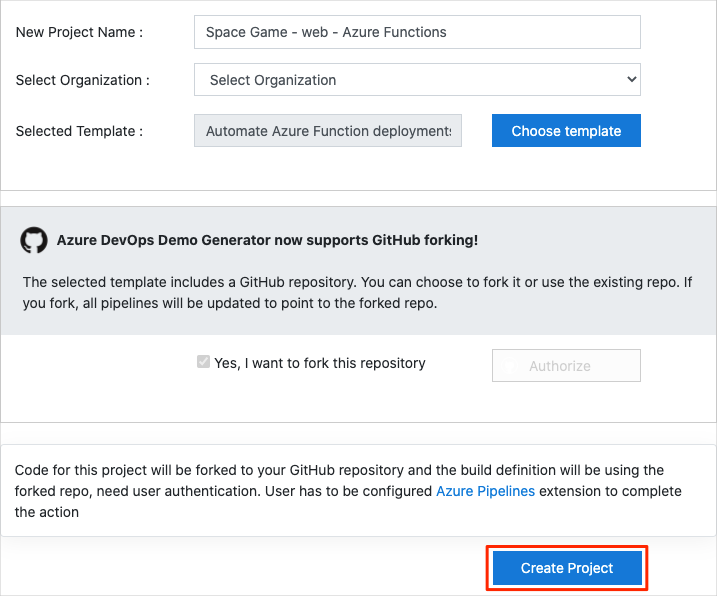 New Project Name :
Space Game - web - Azure Functions
Select Organization :
Select Organization
Selected Template :
Automate Azure Function deployments
Choose template
Azure DevOps Demo Generator now supports GitHub forking!
The selected template includes a GitHub repository. You can choose to fork it or use the existing repo. If
you fork, all pipelines will be updated to point to the forked repo.
Yes, I want to fork this repository
Authorize
Code for this project will be forked to your GitHub repository and the build definition will be using the
forked repo, need user authentication. User has to be configured Azure Pipelines extension to complete
the action
Create Project